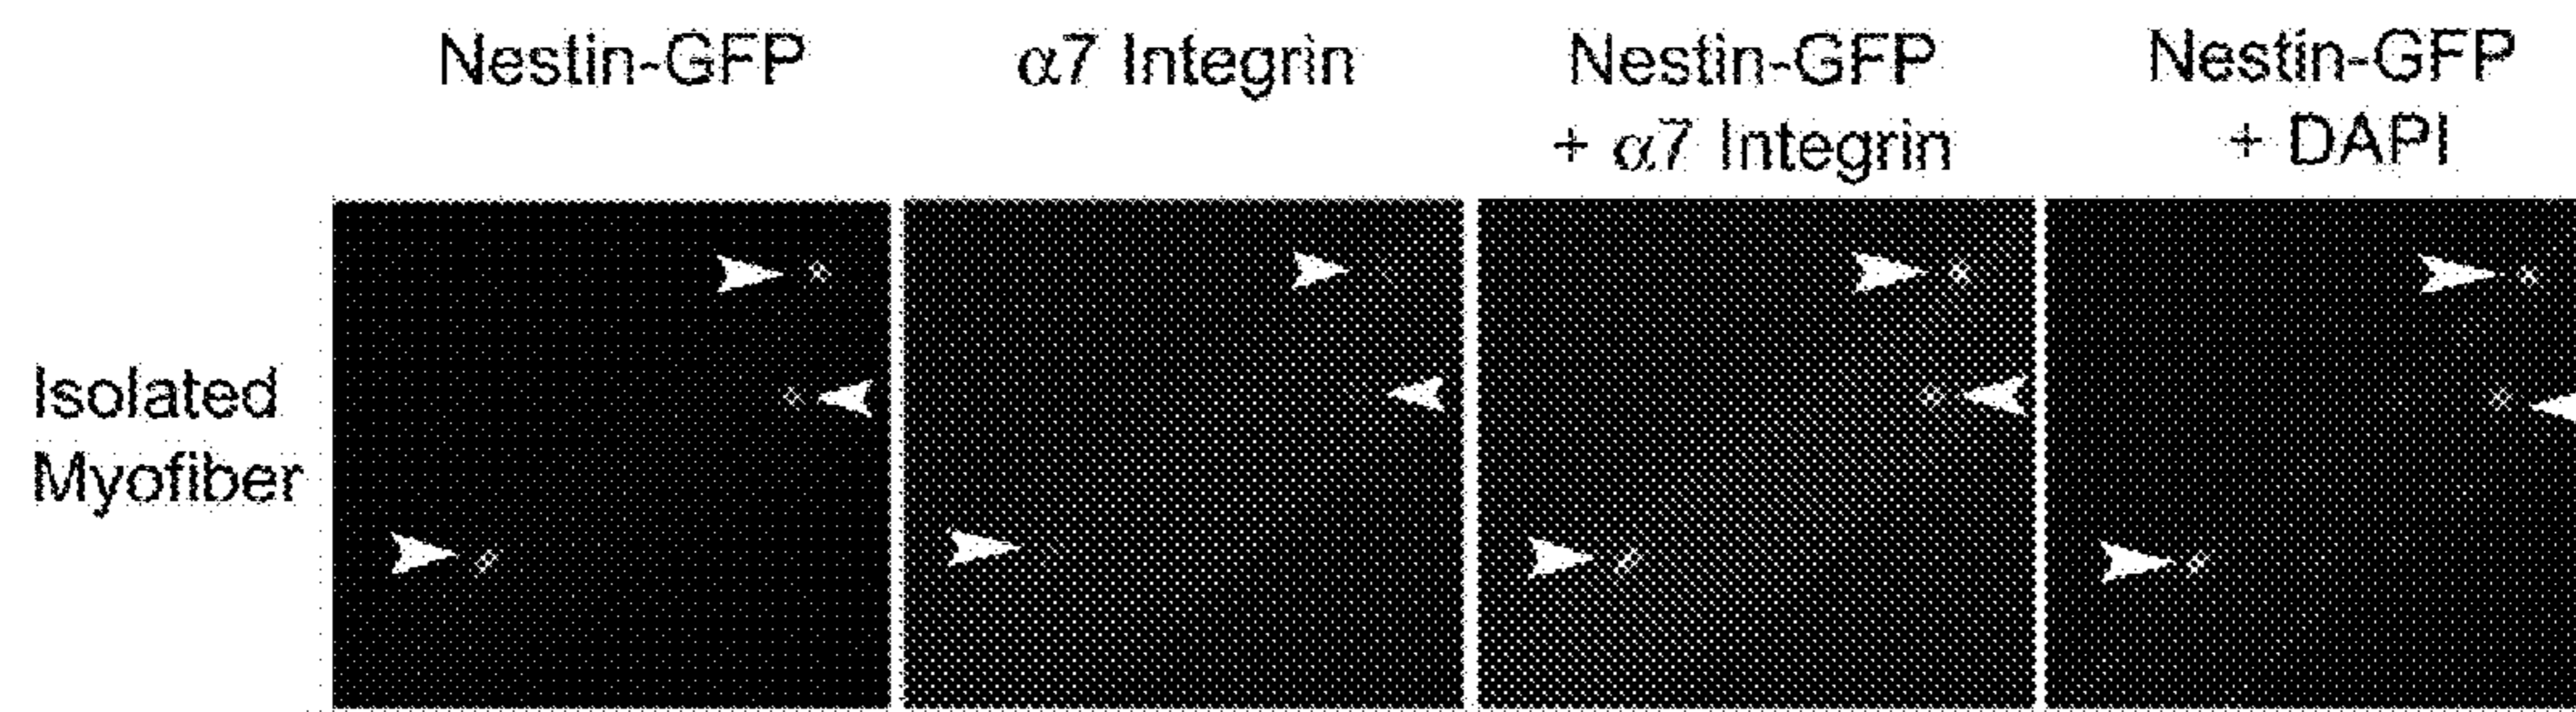 Nestin-GFP
α7 Integrin
Nestin-GFP
+ α7 Integrin
Nestin-GFP
+ DAPI
Isolated
Myofiber